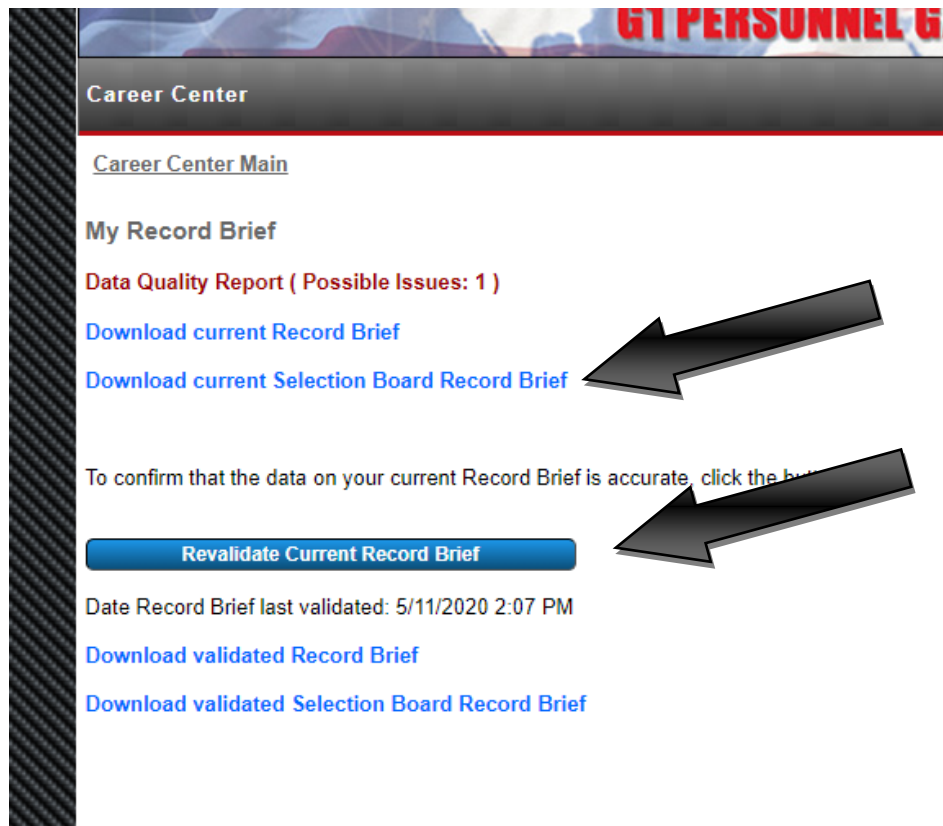 G1 PERSONNEL G
Career Center
Career Center Main
My Record Brief
Data Quality Report ( Possible Issues: 1 )
Download current Record Brief
Download current Selection Board Record Brief
To confirm that the data on your current Record Brief is accurate, click the
Revalidate Current Record Brief
Date Record Brief last validated: 5/11/2020 2:07 PM
Download validated Record Brief
Download validated Selection Board Record Brief